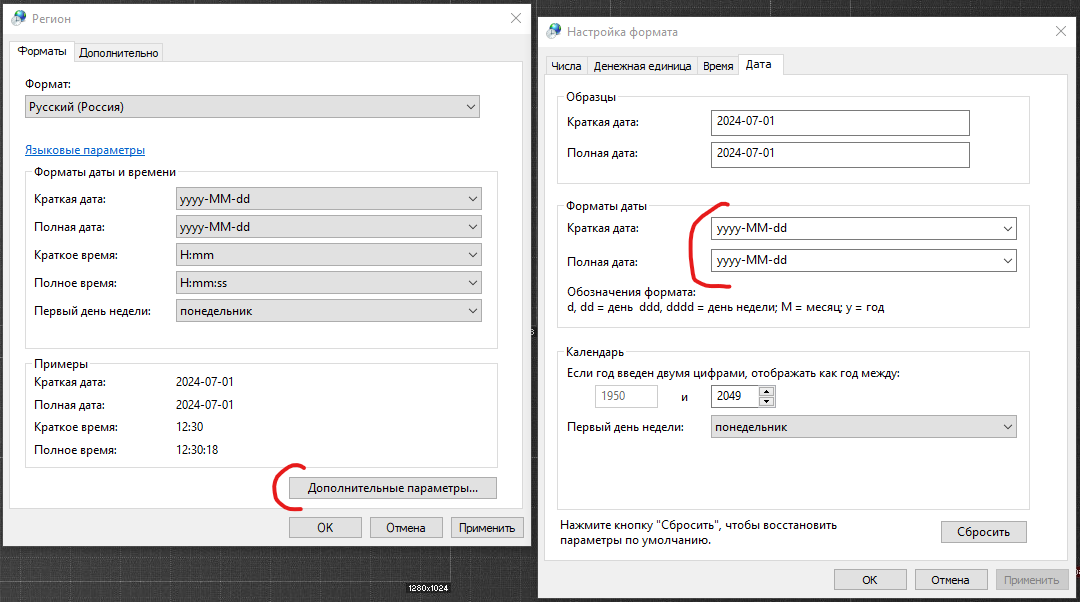 Регион
Форматы Дополнительно
Формат:
Русский (Россия)
Языковые параметры
Форматы даты и времени
Краткая дата: yyyy-MM-dd
Полная дата: yyyy-MM-dd
Краткое время: H:mm
Полное время: H:mm:ss
Первый день недели: понедельник
Примеры
Краткая дата: 2024-07-01
Полная дата: 2024-07-01
Краткое время: 12:30
Полное время: 12:30:18
Дополнительные параметры...
ОК Отмена Применить
1280x1024
Настройка формата
Числа Денежная единица Время Дата
Образцы
Краткая дата: 2024-07-01
Полная дата: 2024-07-01
Форматы даты
Краткая дата: yyyy-MM-dd
Полная дата: yyyy-MM-dd
Обозначения формата:
d, dd = день ddd, dddd = день недели; M = месяц; y = год
Календарь
Если год введен двумя цифрами, отображать как год между:
1950 и 2049
Первый день недели: понедельник
Нажмите кнопку "Сбросить", чтобы восстановить
параметры по умолчанию.
Сбросить
ОК Отмена Применить